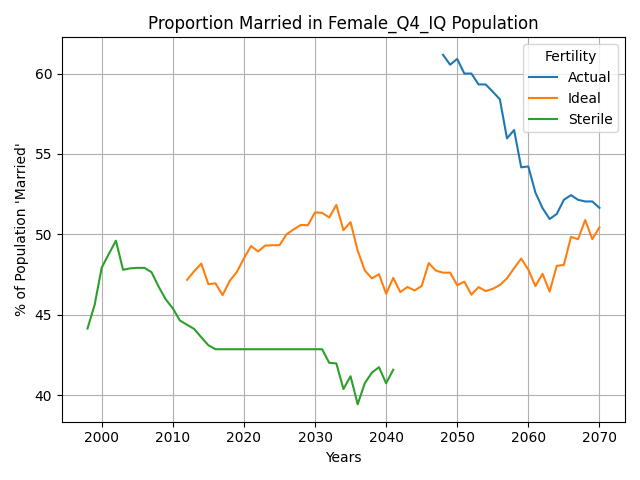 Proportion Married in Female_Q4_IQ Population
Fertility
Actual
Ideal
Sterile
% of Population 'Married'
60
55
50
45
40
2000
2010
2020
2030
2040
2050
2060
2070
Years